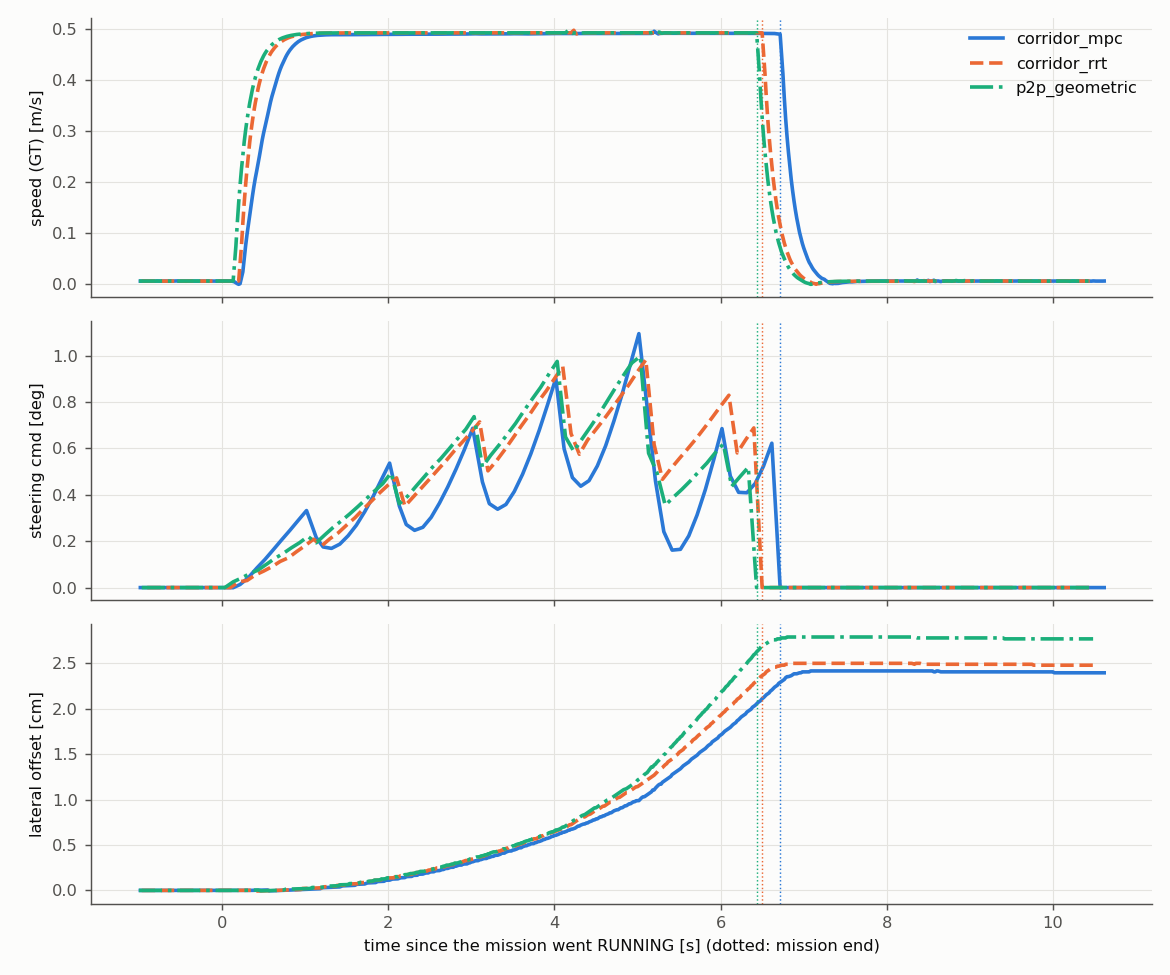 0.5
0.4
0.3
0.2
0.1
0.0
speed (GT) [m/s]
corridor_mpc
corridor_rrt
p2p_geometric
1.0
0.8
0.6
0.4
0.2
0.0
steering cmd [deg]
2.5
2.0
1.5
1.0
0.5
0.0
lateral offset [cm]
0 2 4 6 8 10
time since the mission went RUNNING [s] (dotted: mission end)